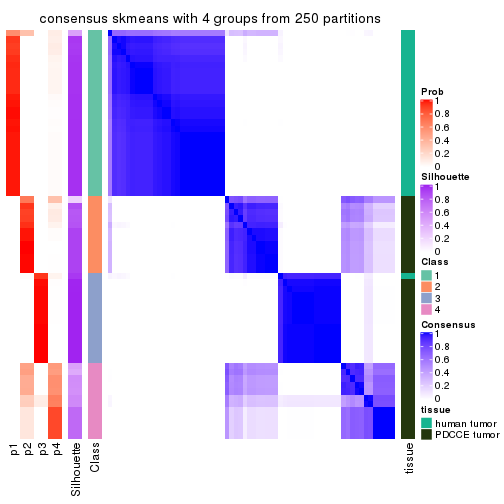 consensus skmeans with 4 groups from 250 partitions
Prob
1
0.8
0.6
0.4
0.2
0
Silhouette
1
0.8
0.6
0.4
0.2
0
Class
1
2
3
4
Consensus
1
0.8
0.6
0.4
0.2
0
tissue
human tumor
PDCCE tumor
p1
p2
p3
p4
Silhouette
Class
tissue